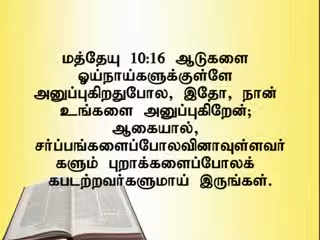 மத்தேயு 10:16 ஆடுகளை
ஓய்நாய்களுக்குள்ளே
அனுப்புகிறதுபோல, இதோ, நான்
உங்களை அனுப்புகிறேன்;
ஆகையால்,
சர்ப்பங்களைப்போலவினாவுள்ளவர்
களும் புறாக்களைப்போலக்
கபடற்றவர்களுமாய் இருங்கள்.